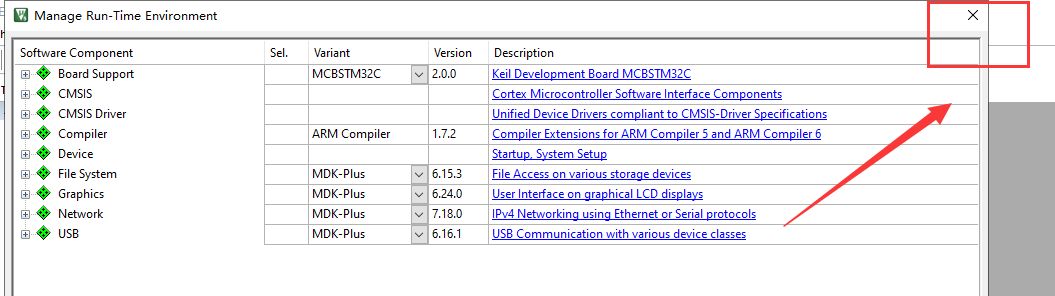 Manage Run-Time Environment
Software Component Sel. Variant Version Description
Board Support MCBSTM32C 2.0.0 Keil Development Board MCBSTM32C
CMSIS Cortex Microcontroller Software Interface Components
CMSIS Driver Unified Device Drivers compliant to CMSIS-Driver Specifications
Compiler ARM Compiler 1.7.2 Compiler Extensions for ARM Compiler 5 and ARM Compiler 6
Device Startup, System Setup
File System MDK-Plus 6.15.3 File Access on various storage devices
Graphics MDK-Plus 6.24.0 User Interface on graphical LCD displays
Network MDK-Plus 7.18.0 IPv4 Networking using Ethernet or Serial protocols
USB MDK-Plus 6.16.1 USB Communication with various device classes